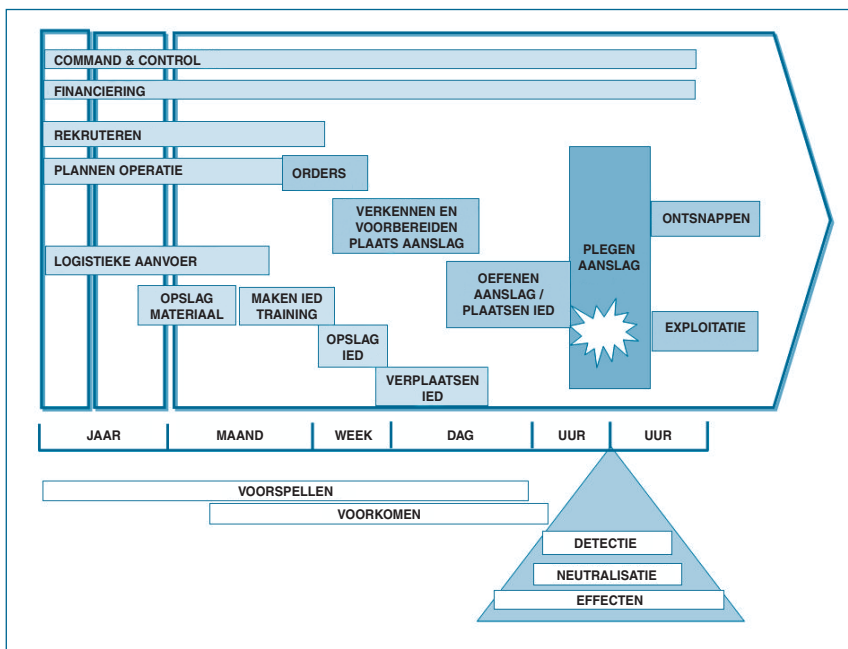 COMMAND & CONTROL
FINANCIERING
REKRUTEREN
PLANNEN OPERATIE
ORDERS
VERKENNEN EN
VOORBEREIDEN
PLAATS AANSLAG
PLEGEN
AANSLAG
ONTSNAPPEN
LOGISTIEKE AANVOER
OEFENEN
AANSLAG /
PLAATSEN IED
OPSLAG
MATERIAAL
MAKEN IED
TRAINING
EXPLOITATIE
OPSLAG
IED
VERPLAATSEN
IED
JAAR
MAAND
WEEK
DAG
UUR
UUR
VOORSPELLEN
VOORKOMEN
DETECTIE
NEUTRALISATIE
EFFECTEN